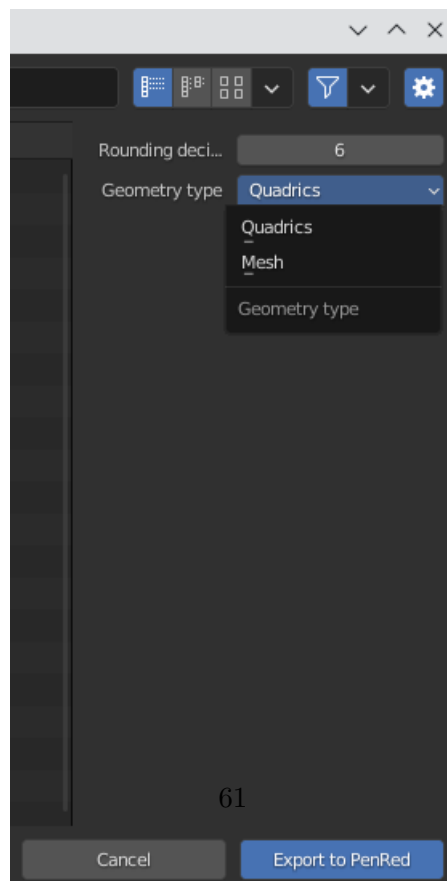 Rounding deci... 6
Geometry type Quadrics
Quadrics
Mesh
Geometry type
61
Cancel Export to PenRed